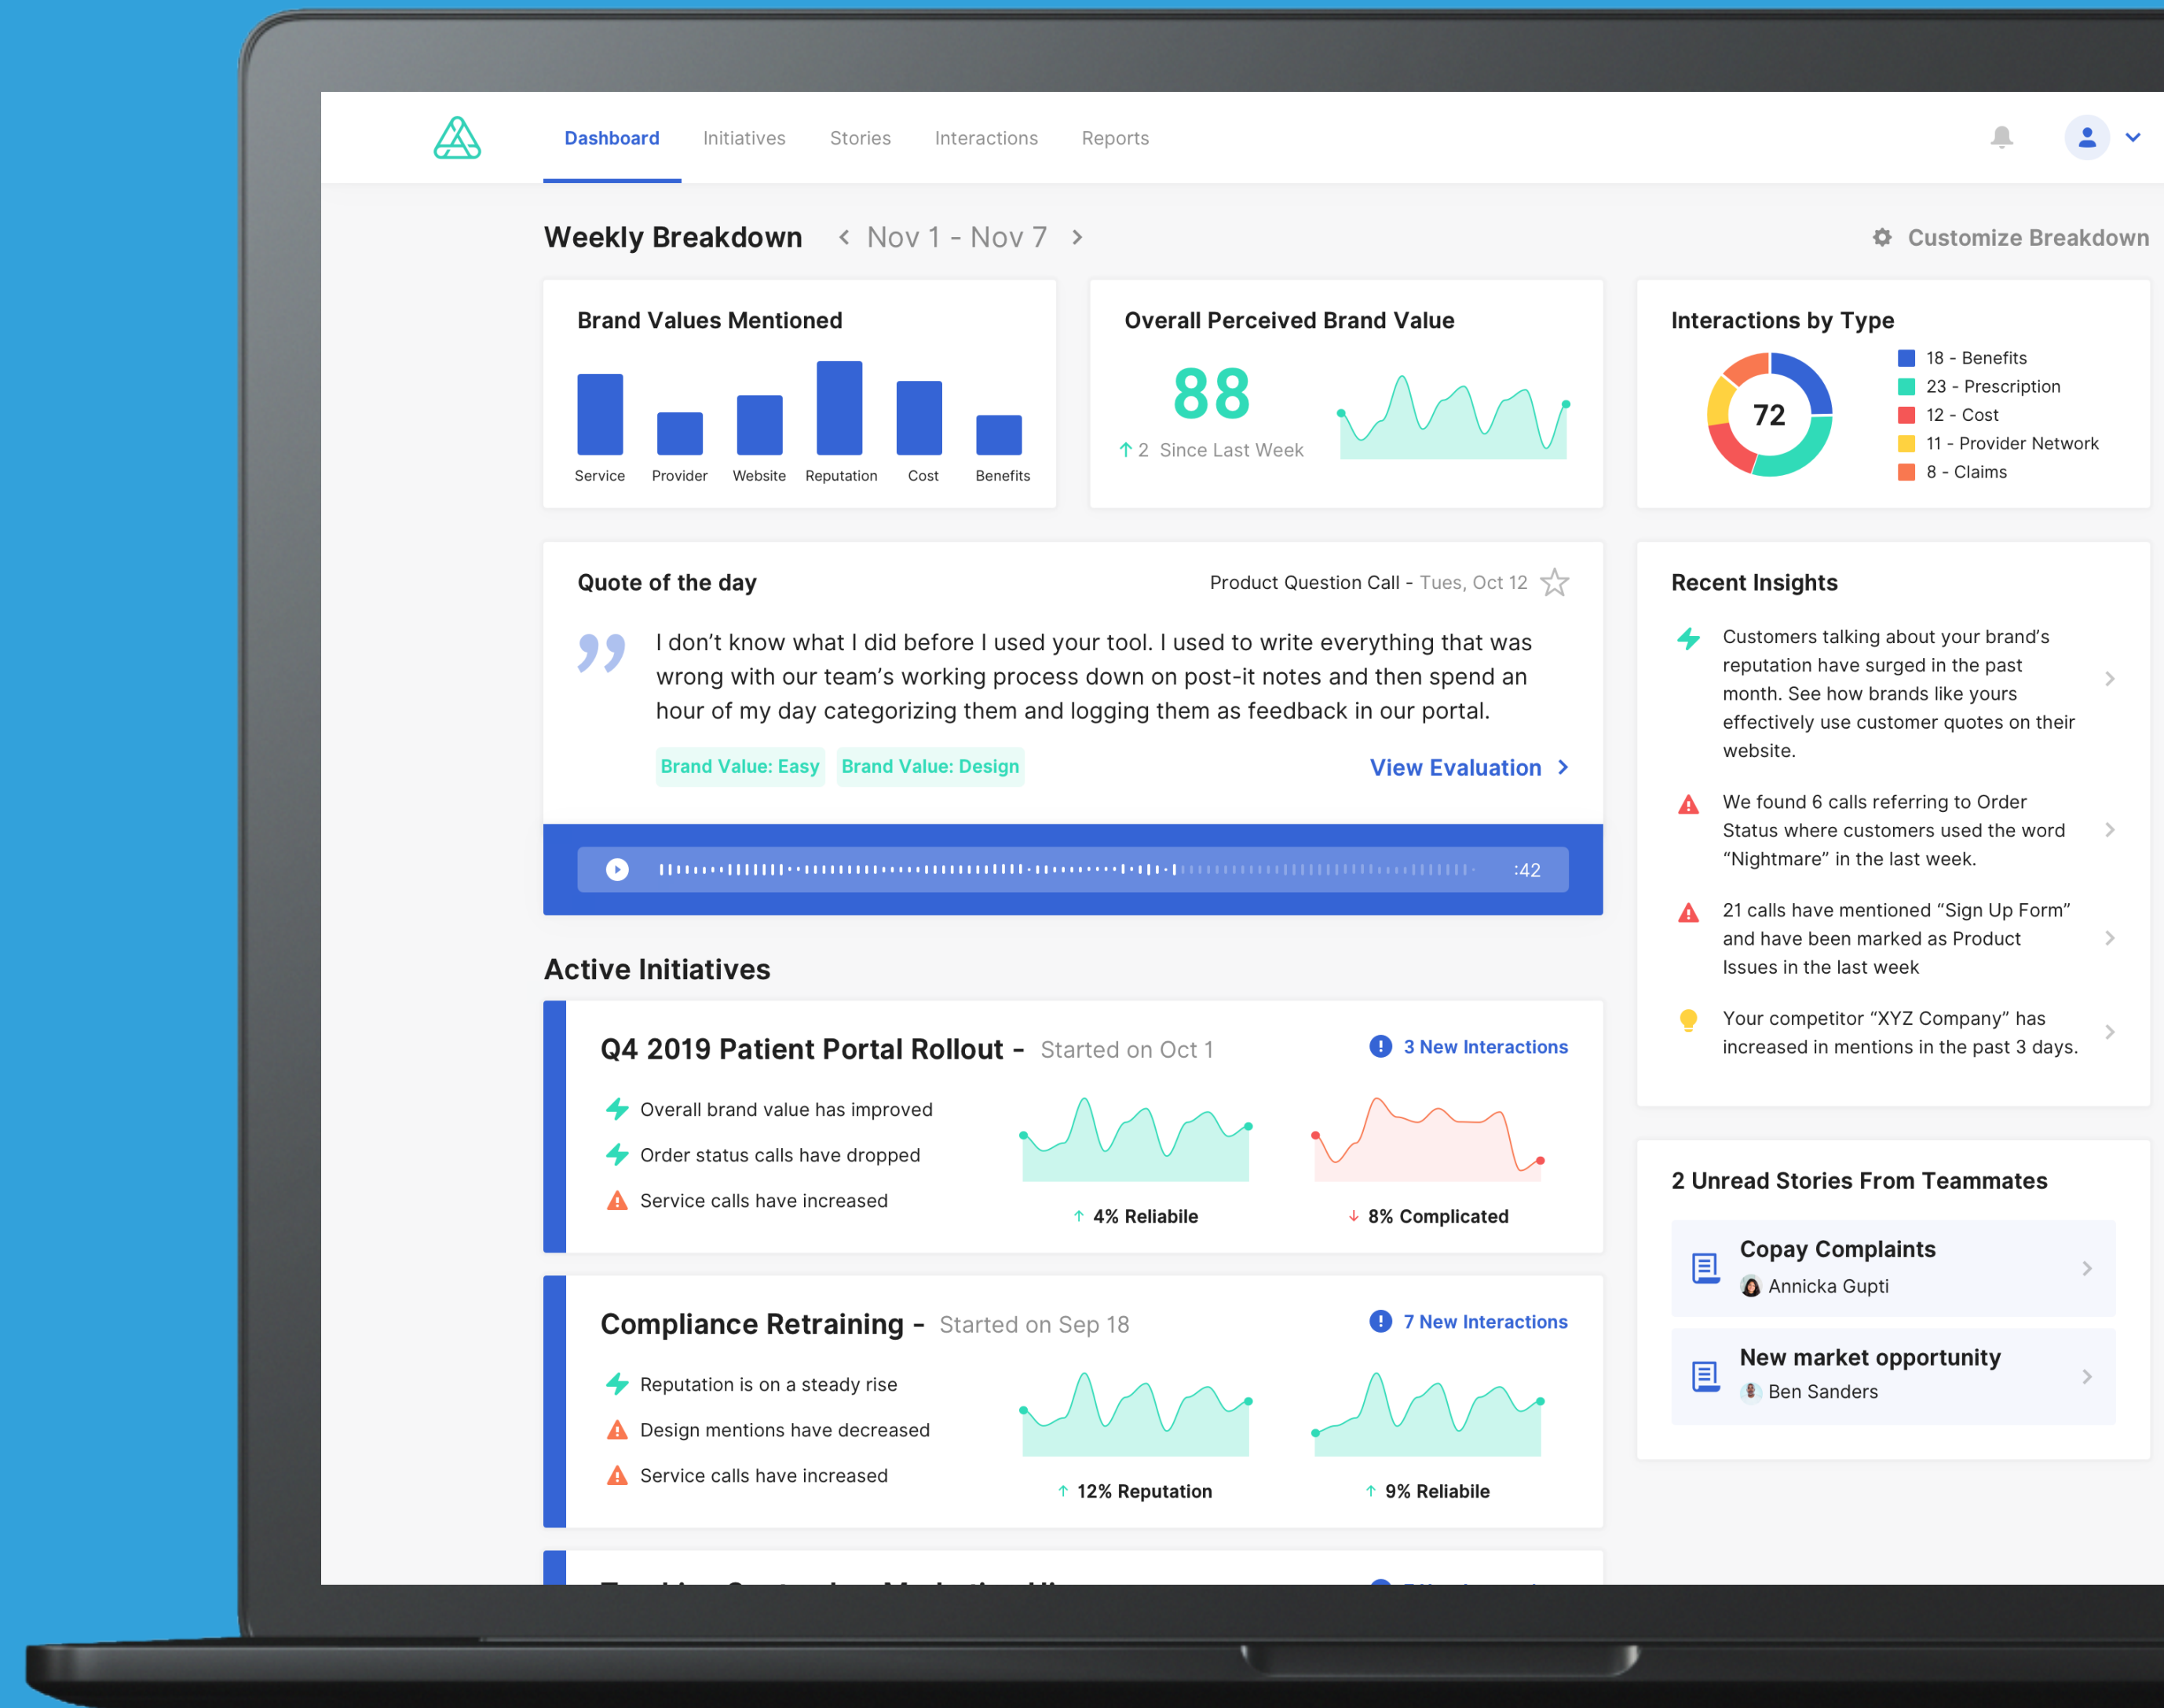 Dashboard
Initiatives
Stories
Interactions
Reports
Weekly Breakdown
Nov 1 - Nov 7
Customize Breakdown
Brand Values Mentioned
Service
Provider
Website
Reputation
Cost
Benefits
Overall Perceived Brand Value
88
2 Since Last Week
Interactions by Type
72
18 - Benefits
23 - Prescription
12 - Cost
11 - Provider Network
8 - Claims
Quote of the day
Product Question Call - Tues, Oct 12
” I don’t know what I did before I used your tool. I used to write everything that was
wrong with our team’s working process down on post-it notes and then spend an
hour of my day categorizing them and logging them as feedback in our portal.
Brand Value: Easy
Brand Value: Design
View Evaluation
:42
Recent Insights
Customers talking about your brand’s
reputation have surged in the past
month. See how brands like yours
effectively use customer quotes on their
website.
We found 6 calls referring to Order
Status where customers used the word
“Nightmare” in the last week.
21 calls have mentioned “Sign Up Form”
and have been marked as Product
Issues in the last week
Your competitor “XYZ Company” has
increased in mentions in the past 3 days.
2 Unread Stories From Teammates
Copay Complaints
Annicka Gupti
New market opportunity
Ben Sanders
Active Initiatives
Q4 2019 Patient Portal Rollout - Started on Oct 1
3 New Interactions
Overall brand value has improved
Order status calls have dropped
Service calls have increased
4% Reliabile
8% Complicated
Compliance Retraining - Started on Sep 18
7 New Interactions
Reputation is on a steady rise
Design mentions have decreased
Service calls have increased
12% Reputation
9% Reliabile